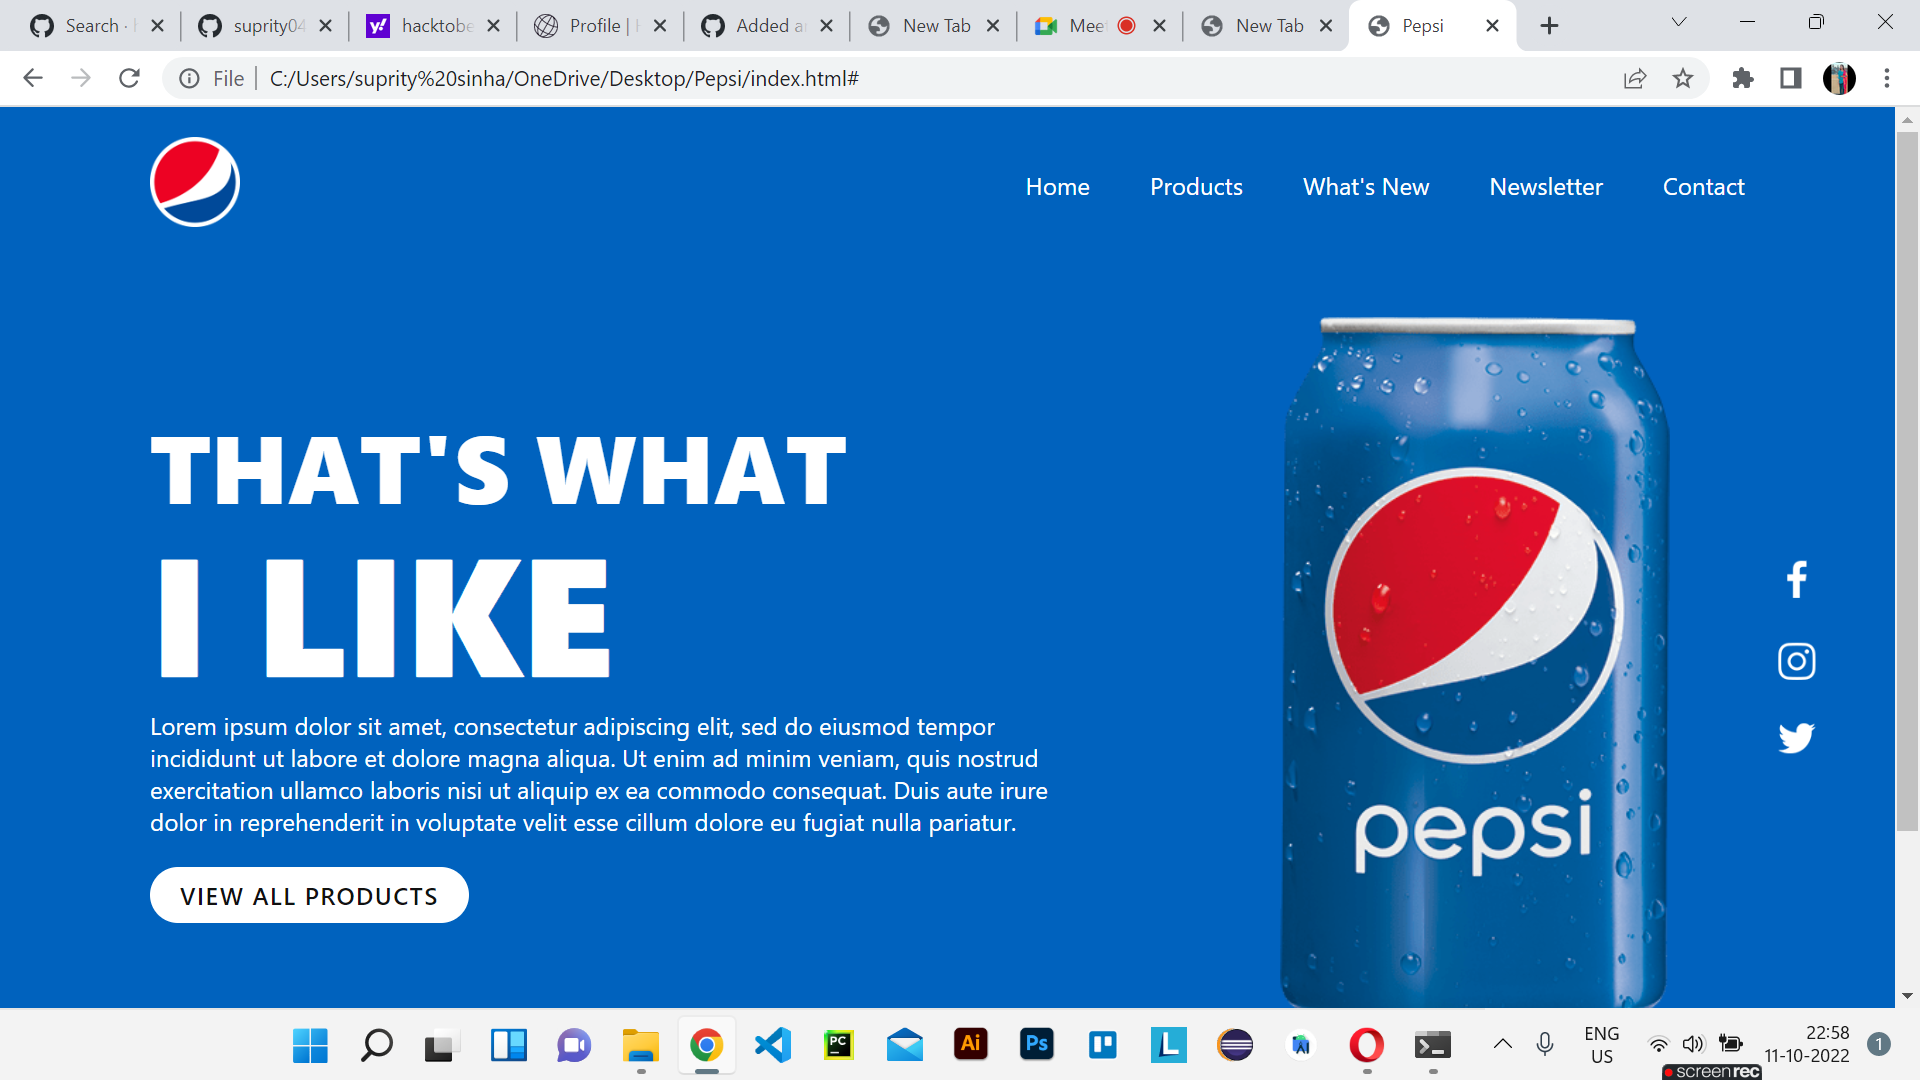 Search ·
suprity04
hacktobe
Profile |
Added a
New Tab
Mee
New Tab
Pepsi
File
C:/Users/suprity%20sinha/OneDrive/Desktop/Pepsi/index.html#
Home Products What's New Newsletter Contact
THAT'S WHAT
I LIKE
Lorem ipsum dolor sit amet, consectetur adipiscing elit, sed do eiusmod tempor
incididunt ut labore et dolore magna aliqua. Ut enim ad minim veniam, quis nostrud
exercitation ullamco laboris nisi ut aliquip ex ea commodo consequat. Duis aute irure
dolor in reprehenderit in voluptate velit esse cillum dolore eu fugiat nulla pariatur.
VIEW ALL PRODUCTS
pepsi
PC
Ai
Ps
L
ENG
US
22:58
11-10-2022
1
screenrec